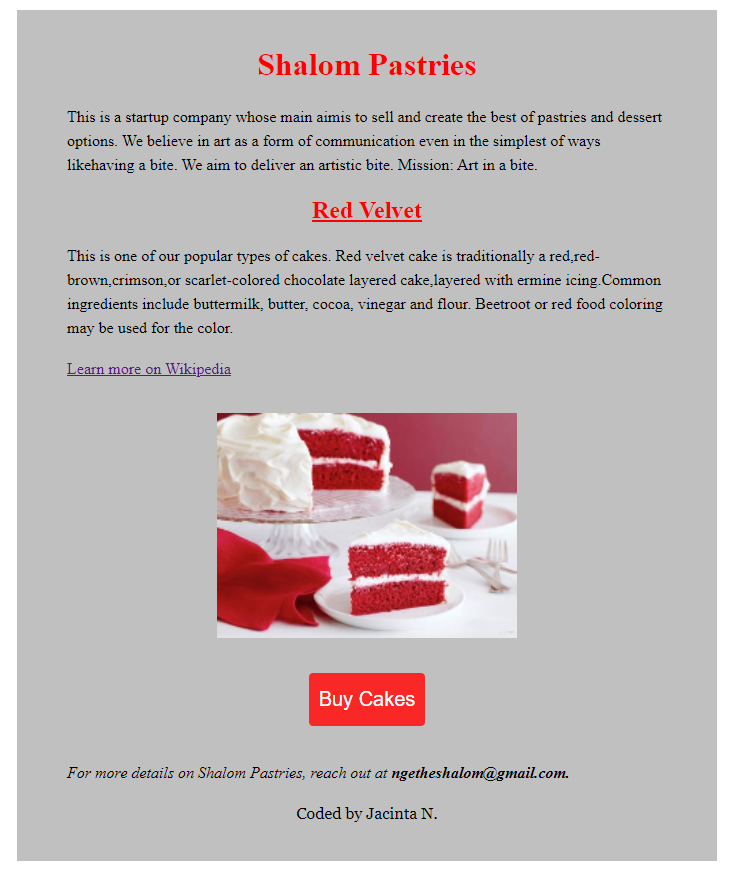 Shalom Pastries
This is a startup company whose main aimis to sell and create the best of pastries and dessert
options. We believe in art as a form of communication even in the simplest of ways
likehaving a bite. We aim to deliver an artistic bite. Mission: Art in a bite.
Red Velvet
This is one of our popular types of cakes. Red velvet cake is traditionally a red,red-
brown,crimson,or scarlet-colored chocolate layered cake,layered with ermine icing.Common
ingredients include buttermilk, butter, cocoa, vinegar and flour. Beetroot or red food coloring
may be used for the color.
Learn more on Wikipedia
Buy Cakes
For more details on Shalom Pastries, reach out at ngetheshalom@gmail.com.
Coded by Jacinta N.